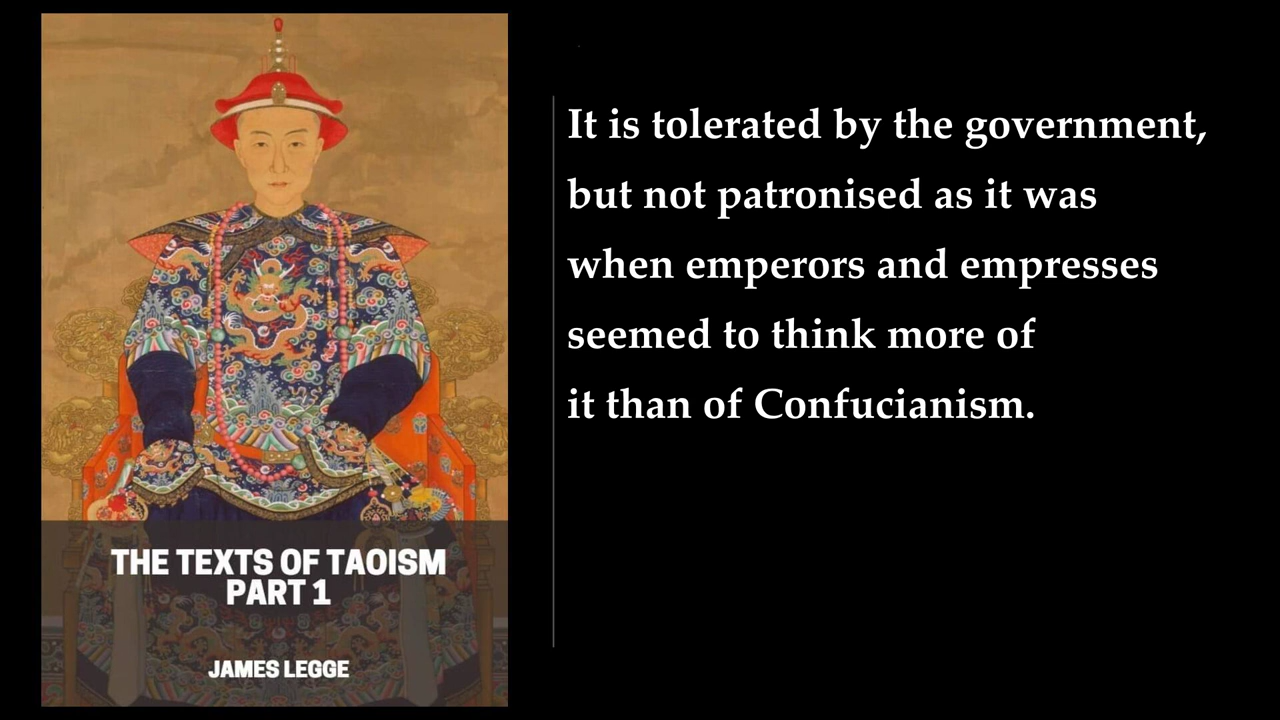 THE TEXTS OF TAOISM
PART 1
JAMES LEGGE
It is tolerated by the government,
but not patronised as it was
when emperors and empresses
seemed to think more of
it than of Confucianism.